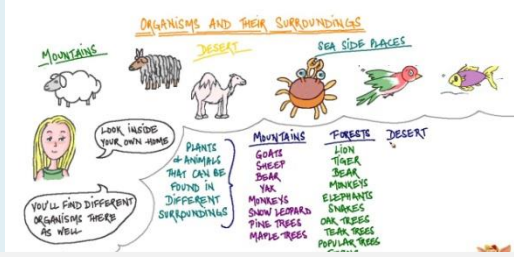 ORGANISMS AND THEIR SURROUNDINGS
MOUNTAINS
DESERT
SEA SIDE PLACES
LOOK INSIDE
YOUR OWN HOME
YOU'LL FIND DIFFERENT
ORGANISMS THERE
AS WELL
PLANTS
& ANIMALS
THAT CAN BE
FOUND IN
DIFFERENT
SURROUNDINGS
MOUNTAINS
GOATS
SHEEP
BEAR
YAK
MONKEYS
SNOW LEOPARD
PINE TREES
MAPLE TREES
FORESTS
LION
TIGER
BEAR
MONKEYS
ELEPHANTS
SNAKES
OAK TREES
TEAK TREES
POPULAR TREES
DESERT